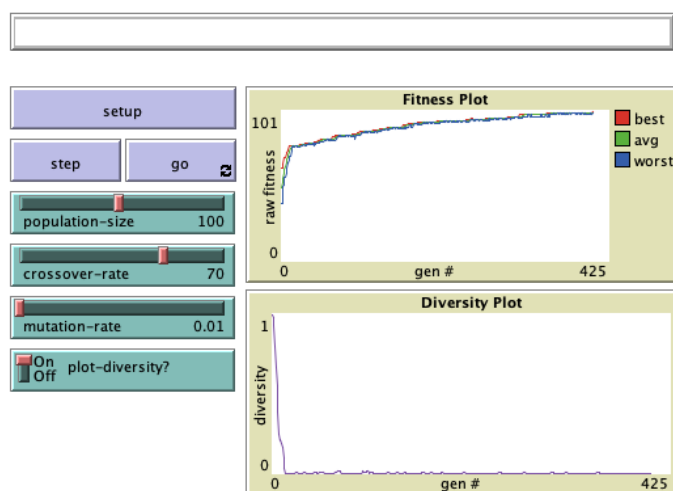 setup
step
go
population-size 100
crossover-rate 70
mutation-rate 0.01
On
Off
plot-diversity?
Fitness Plot
101
raw fitness
0
0
gen #
425
best
avg
worst
Diversity Plot
1
diversity
0
0
gen #
425